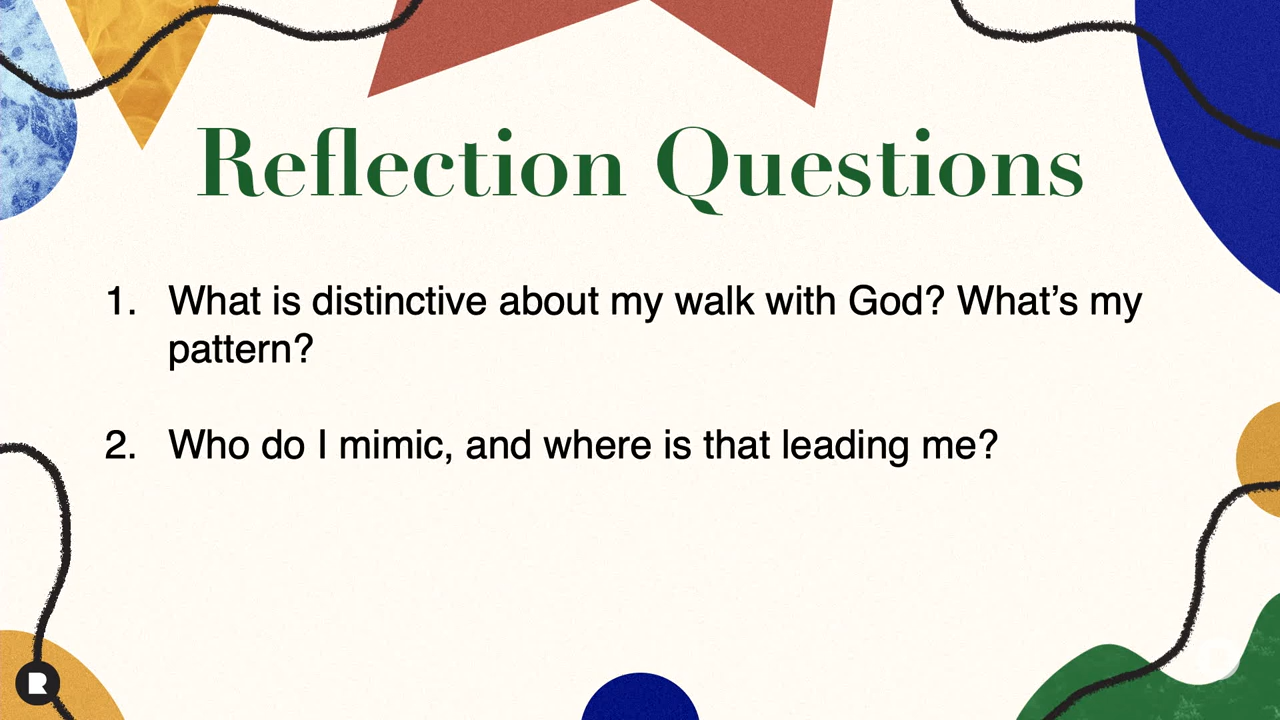 Reflection Questions
1. What is distinctive about my walk with God? What’s my
pattern?
2. Who do I mimic, and where is that leading me?
R